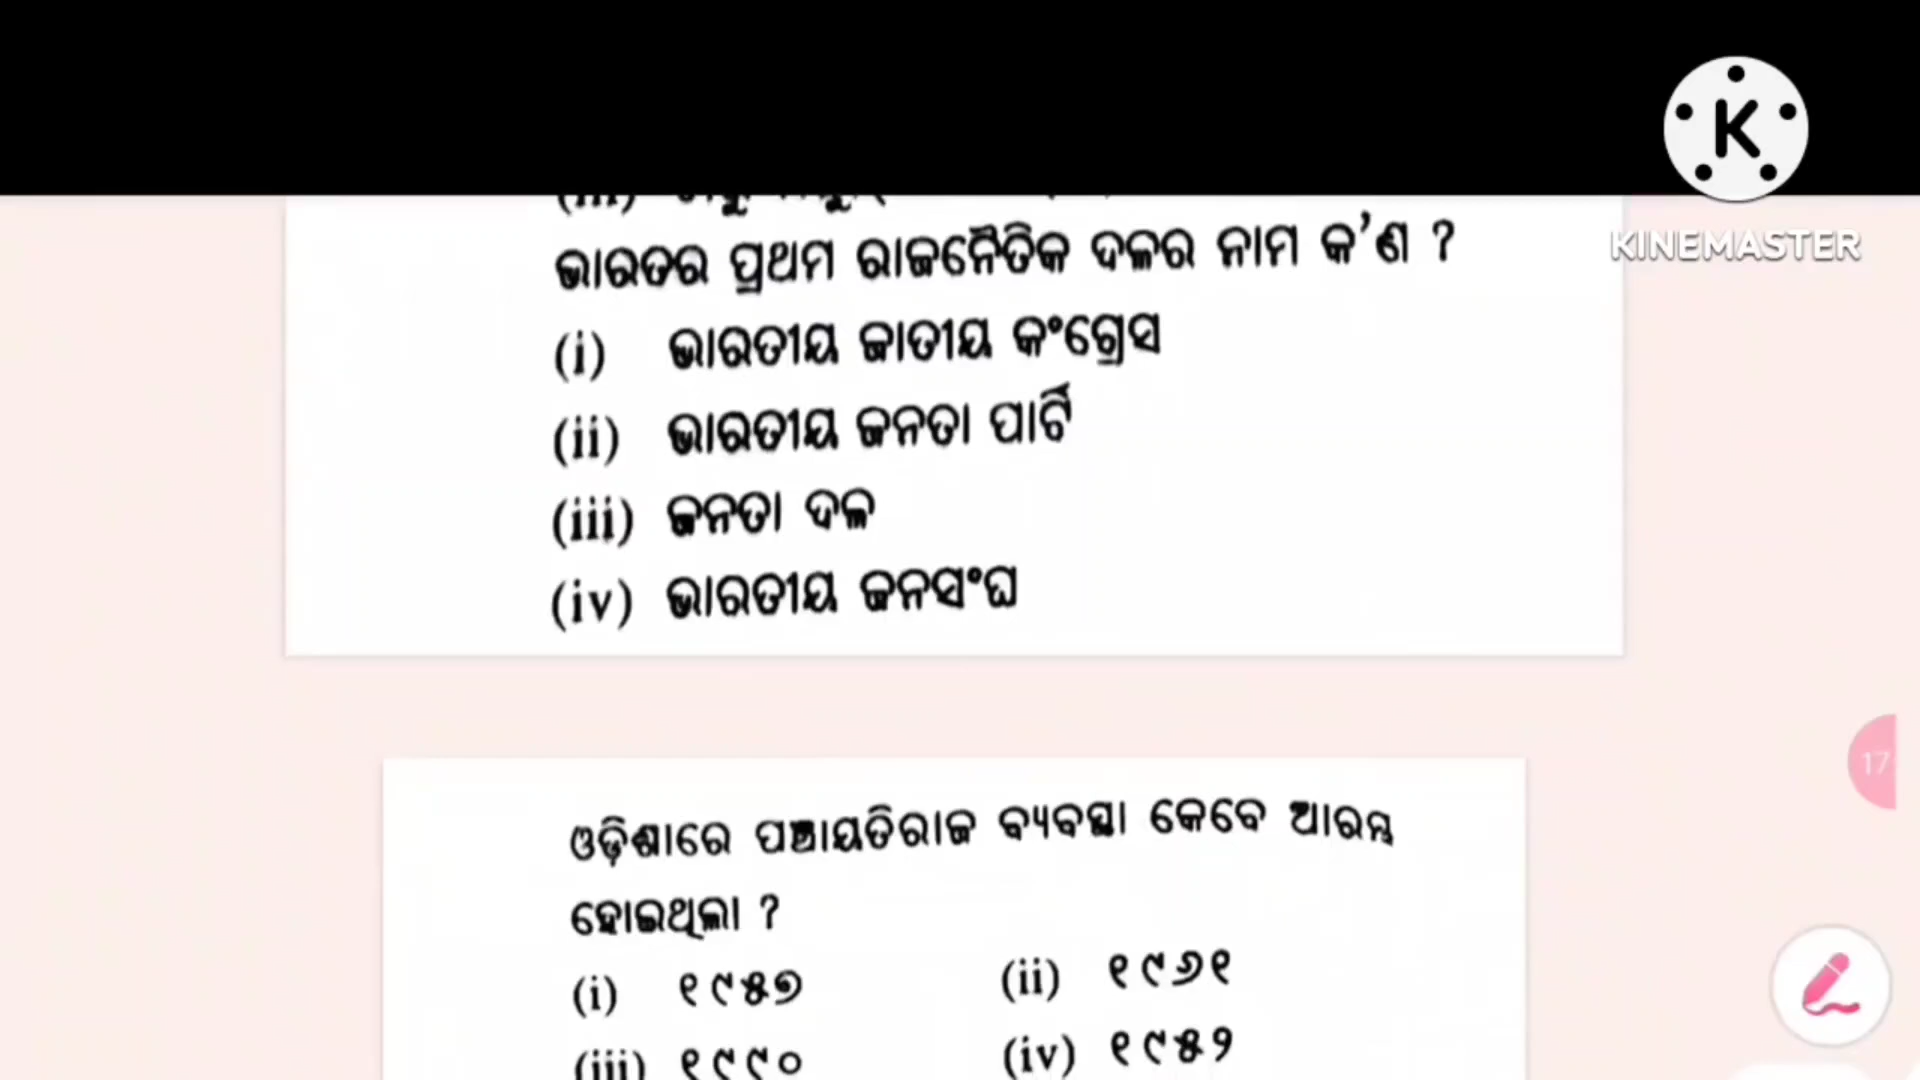 KINEMASTER
ଭାରତର ପ୍ରଥମ ରାଜନୈତିକ ଦଳର ନାମ କ'ଣ ?
(i) ଭାରତୀୟ ଜାତୀୟ କଂଗ୍ରେସ
(ii) ଭାରତୀୟ ଜନତା ପାର୍ଟି
(iii) ଜନତା ଦଳ
(iv) ଭାରତୀୟ ଜନସଂଘ
17
ଓଡ଼ିଶାରେ ପଞ୍ଚାୟତିରାଜ ବ୍ୟବସ୍ଥା କେବେ ଆରମ୍ଭ
ହୋଇଥିଲା ?
(i) ୧୯୫୭ (ii) ୧୯୬୧
(iii) ୧୯୯୦ (iv) ୧୯୫୨